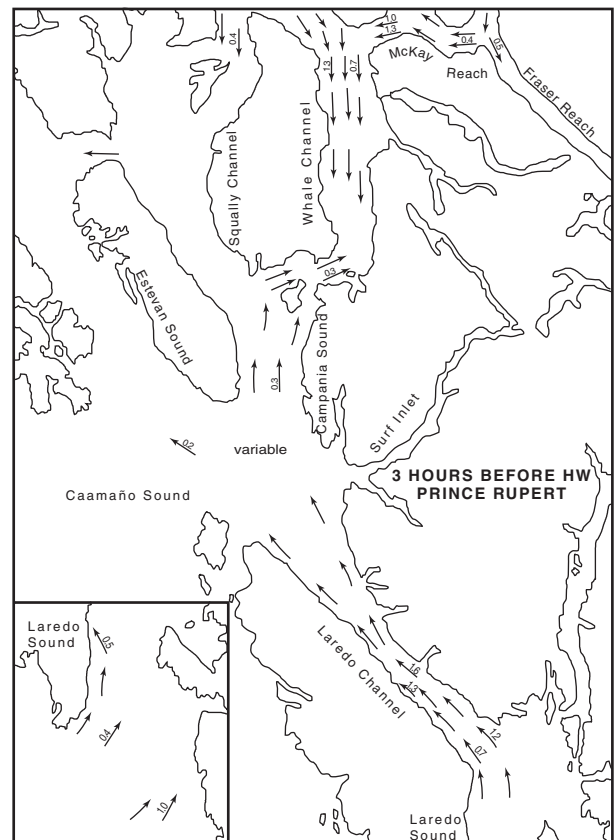 1.0
1.3
0.4
0.5
0.4
McKay
Reach
Fraser Reach
1.3
0.7
Squally Channel
Whale Channel
0.3
Estevan Sound
Campania Sound
0.3
Surf Inlet
0.2
variable
3 HOURS BEFORE HW
PRINCE RUPERT
Caamaño Sound
Laredo
Sound
0.5
0.4
1.0
Laredo Channel
1.6
1.3
1.2
0.7
Laredo
Sound